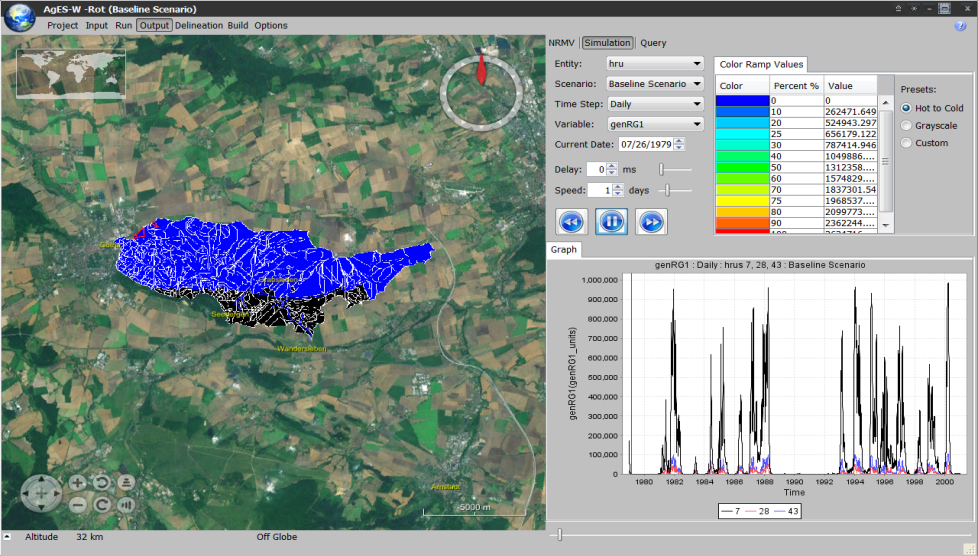 AgES-W -Rot (Baseline Scenario)
Project Input Run Output Delineation Build Options
NRMV Simulation Query
Entity: hru
Scenario: Baseline Scenario
Time Step: Daily
Variable: genRG1
Current Date: 07/26/1979
Delay: 0 ms
Speed: 1 days
Color Ramp Values
Color Percent % Value
0 0
10 262471.649
20 524943.297
25 656179.122
30 787414.946
40 1049886....
50 1312358....
60 1574829....
70 1837301.54
75 1968537....
80 2099773....
90 2362244....
100 2624716....
Presets:
Hot to Cold
Grayscale
Custom
Graph
genRG1 : Daily : hrus 7, 28, 43 : Baseline Scenario
genRG1(genRG1_units)
1,000,000
900,000
800,000
700,000
600,000
500,000
400,000
300,000
200,000
100,000
0
1980 1982 1984 1986 1988 1990 1992 1994 1996 1998 2000
Time
7 28 43
Wandersleben
Arnstadt
5000 m
Altitude 32 km Off Globe